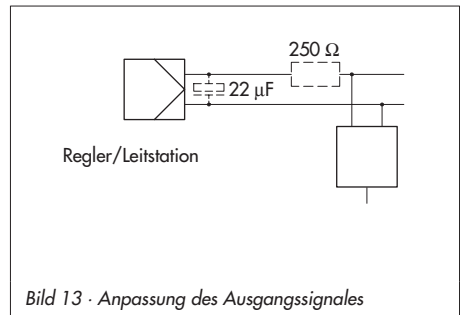 250 Ω
22 µF
Regler/Leitstation
Bild 13 · Anpassung des Ausgangssignales